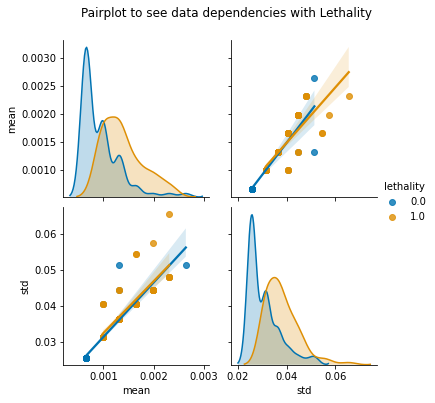 Pairplot to see data dependencies with Lethality
0.0030
0.0025
0.0020
0.0015
0.0010
mean
lethality
0.0
1.0
0.06
0.05
0.04
0.03
std
0.001 0.002 0.003
mean
0.02 0.04 0.06
std